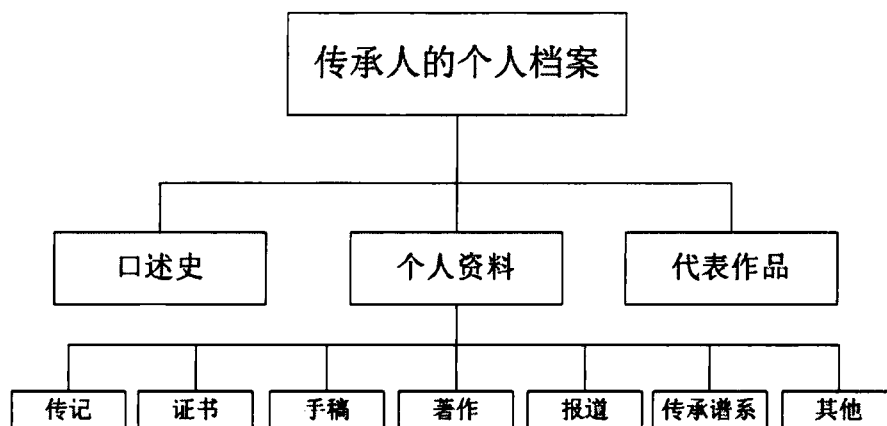 传承人的个人档案
口述史
个人资料
代表作品
传记
证书
手稿
著作
报道
传承谱系
其他